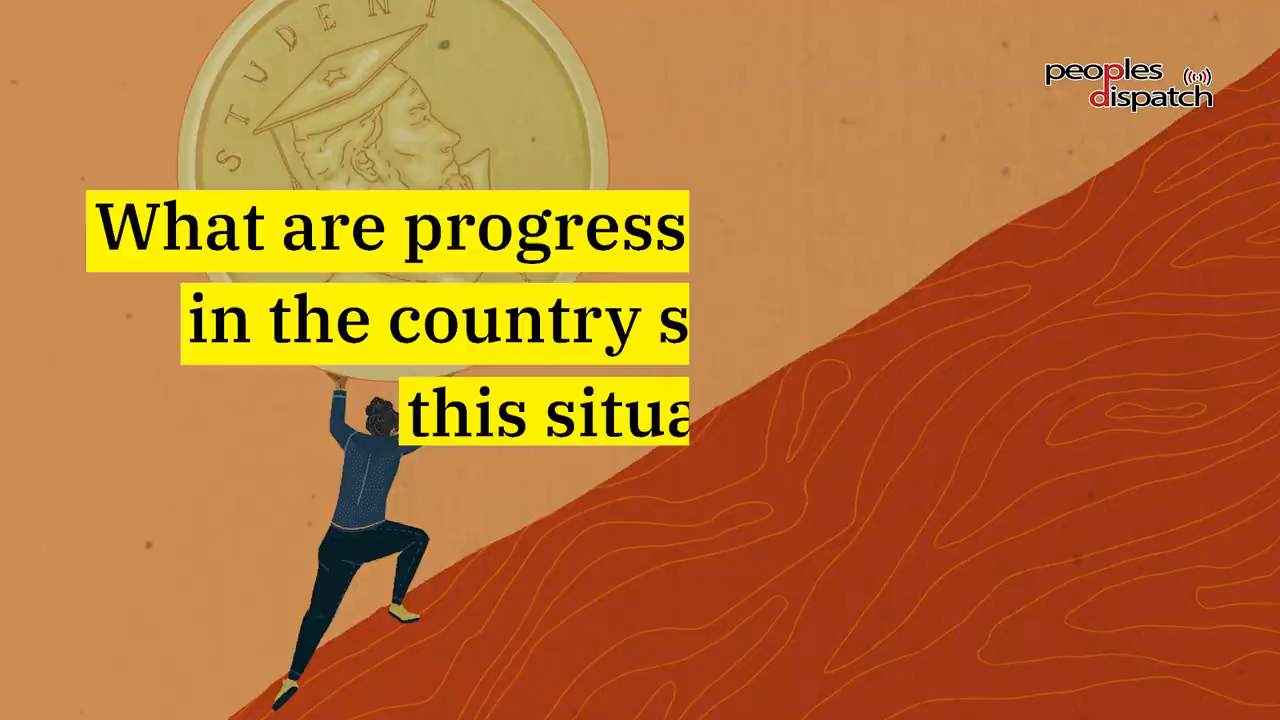 STUDENT
peoples
dispatch
What are progress
in the country s
this situa